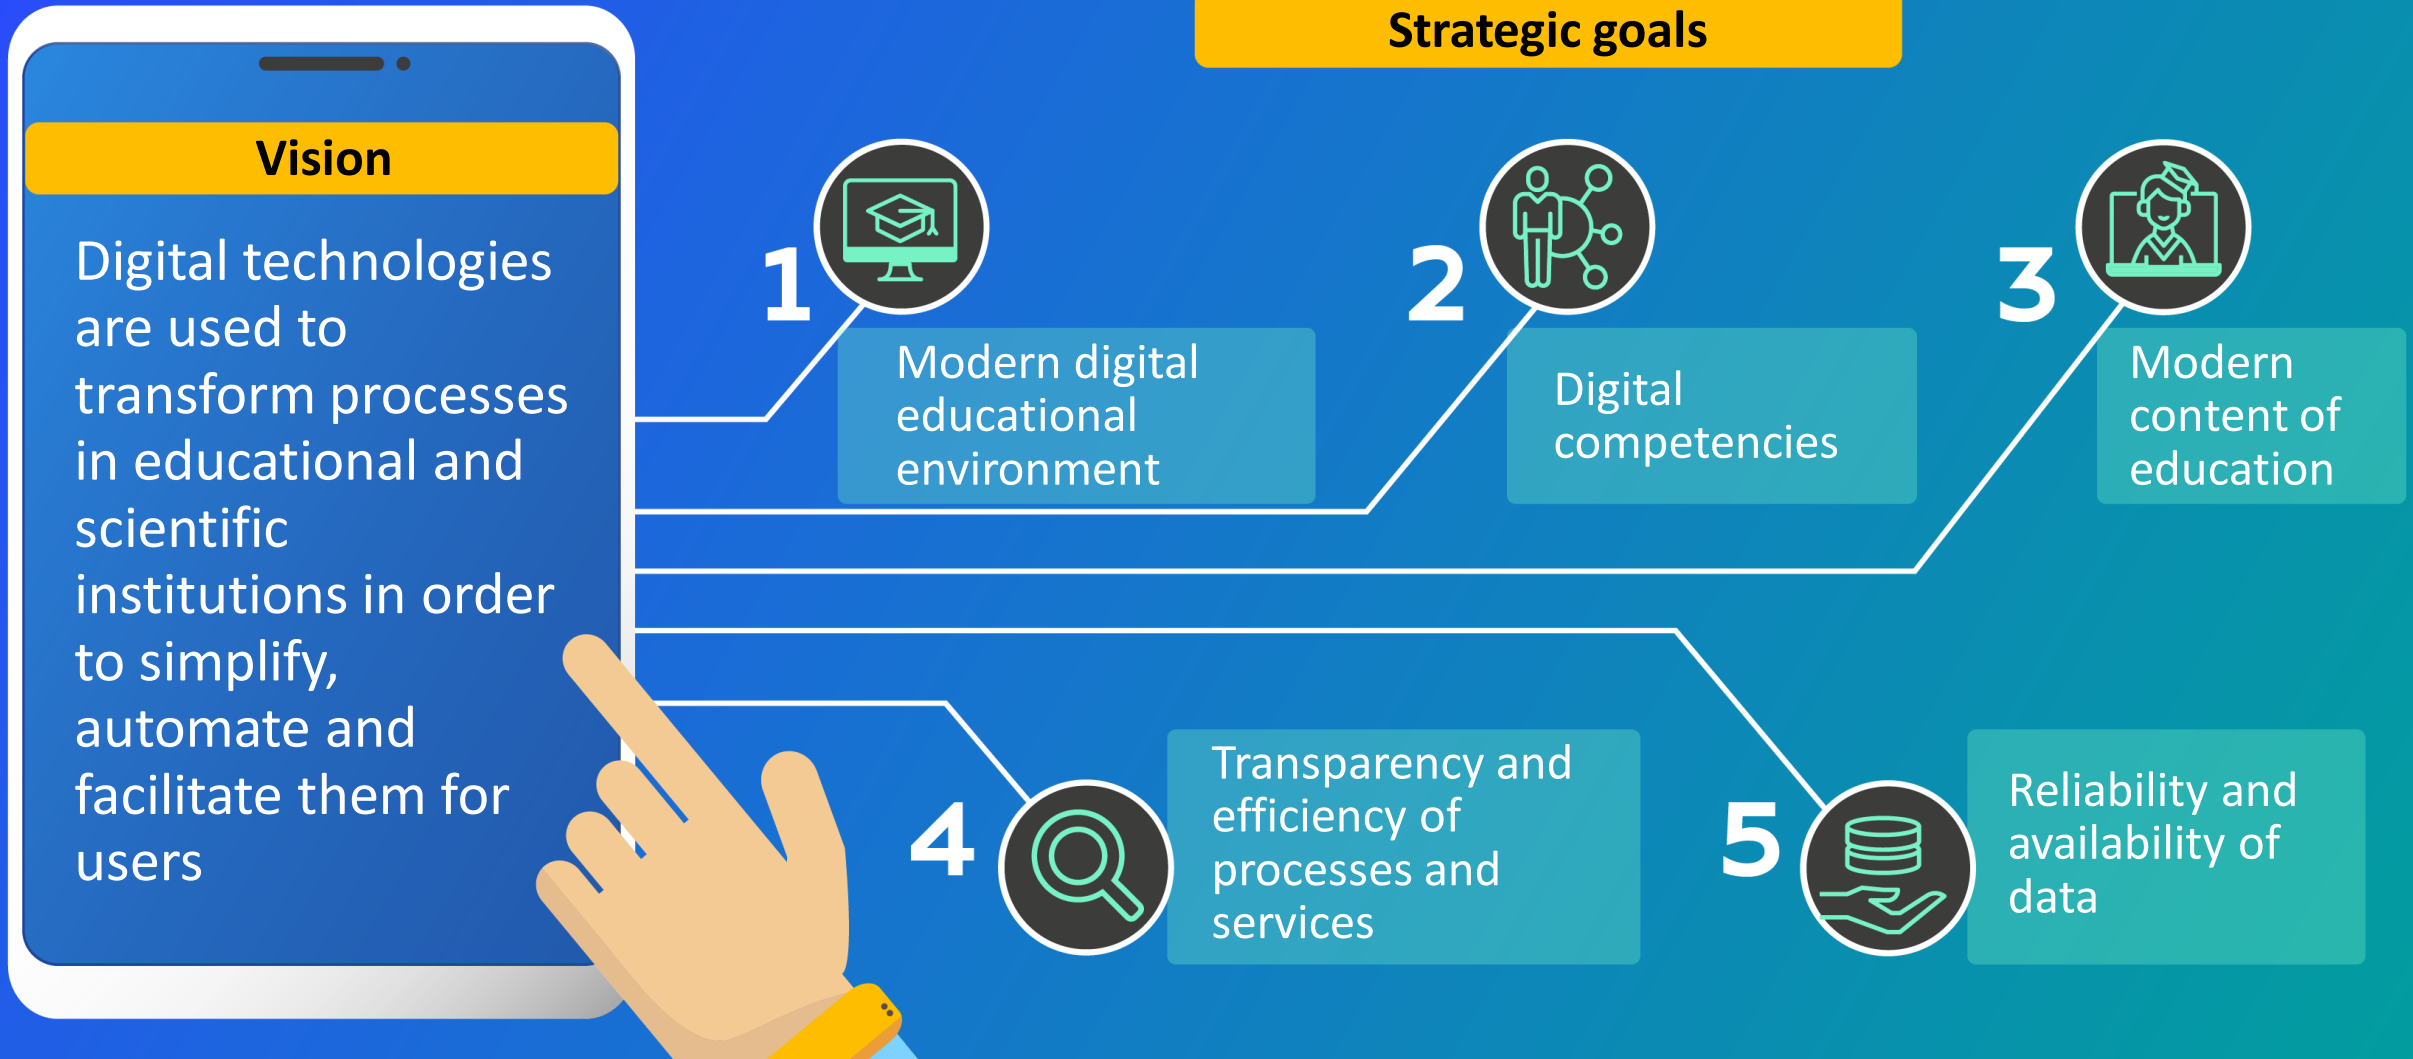 Strategic goals
Vision
Digital technologies
are used to
transform processes
in educational and
scientific
institutions in order
to simplify,
automate and
facilitate them for
users
1
Modern digital
educational
environment
2
Digital
competencies
3
Modern
content of
education
4
Transparency and
efficiency of
processes and
services
5
Reliability and
availability of
data